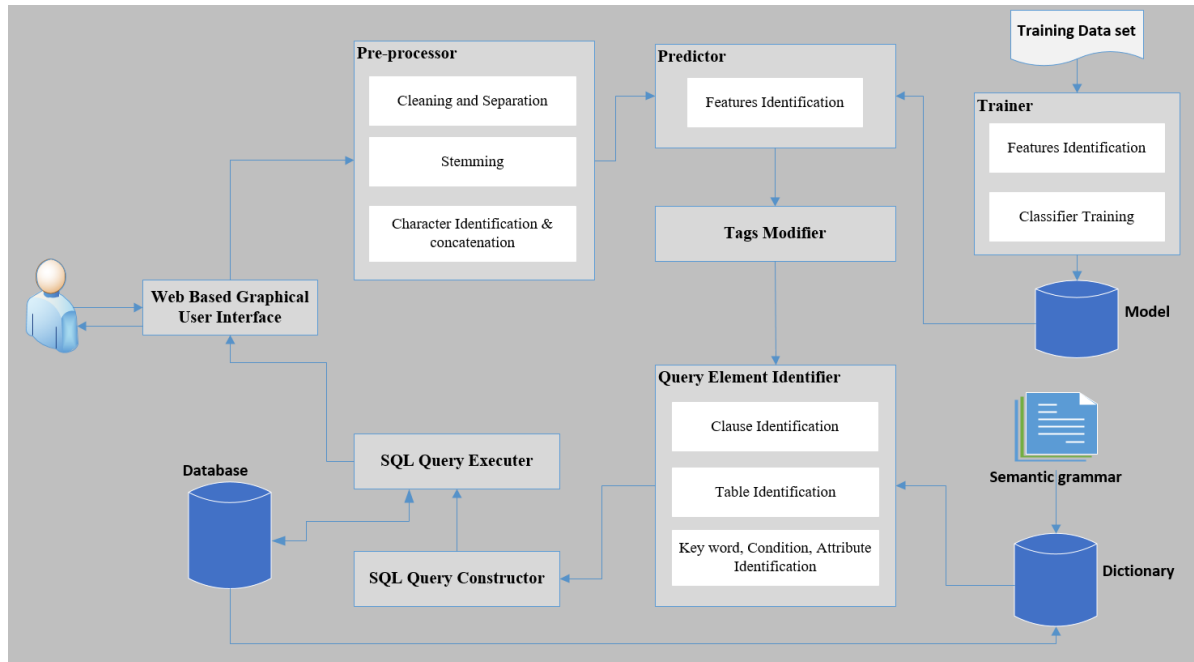 Training Data set
Pre-processor
Cleaning and Separation
Stemming
Character Identification &
concatenation
Predictor
Features Identification
Trainer
Features Identification
Classifier Training
Tags Modifier
Web Based Graphical
User Interface
Model
Query Element Identifier
Clause Identification
Table Identification
Key word, Condition, Attribute
Identification
Semantic grammar
SQL Query Executer
Database
SQL Query Constructor
Dictionary